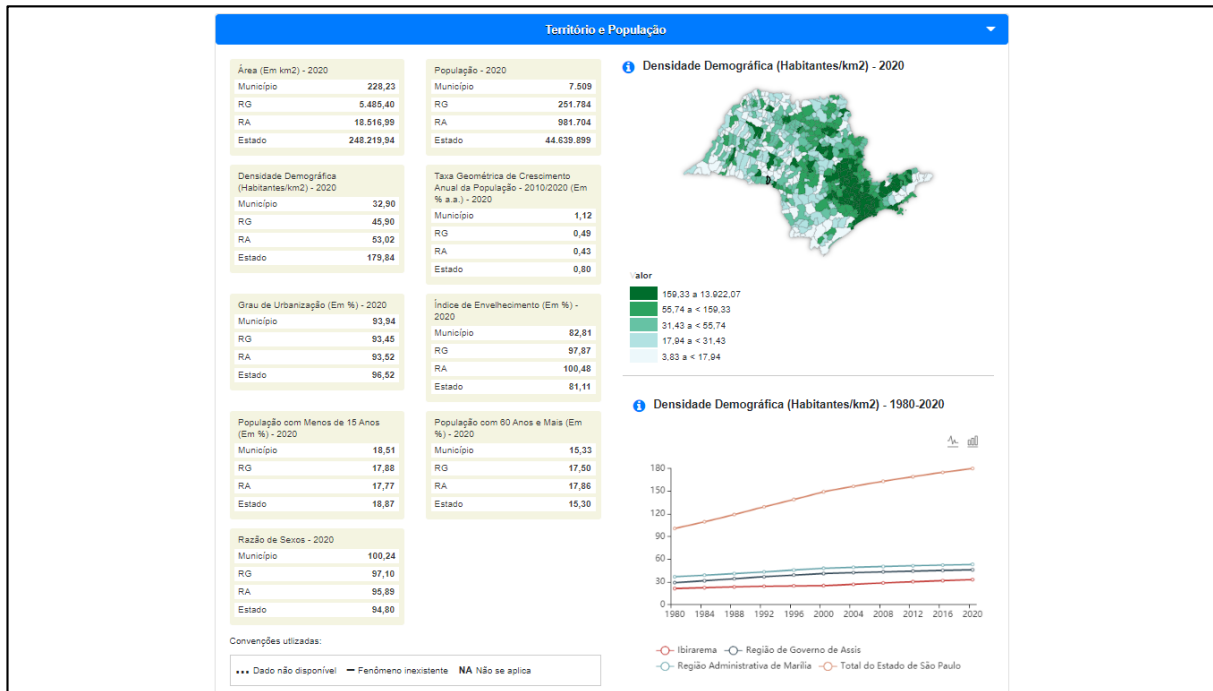 Território e População
Área (Em km2) - 2020
Município 228,23
RG 5.485,40
RA 18.516,99
Estado 248.219,94
População - 2020
Município 7.509
RG 251.784
RA 981.704
Estado 44.639.899
Densidade Demográfica
(Habitantes/km2) - 2020
Município 32,90
RG 45,90
RA 53,02
Estado 179,84
Taxa Geométrica de Crescimento
Anual da População - 2010/2020 (Em
% a.a.) - 2020
Município 1,12
RG 0,49
RA 0,43
Estado 0,80
Grau de Urbanização (Em %) - 2020
Município 93,94
RG 93,45
RA 93,52
Estado 96,52
Índice de Envelhecimento (Em %) -
2020
Município 82,81
RG 97,87
RA 100,48
Estado 81,11
População com Menos de 15 Anos
(Em %) - 2020
Município 18,51
RG 17,88
RA 17,77
Estado 18,87
População com 60 Anos e Mais (Em
%) - 2020
Município 15,33
RG 17,50
RA 17,86
Estado 15,30
Razão de Sexos - 2020
Município 100,24
RG 97,10
RA 95,89
Estado 94,80
Convenções utlizadas:
... Dado não disponível — Fenômeno inexistente NA Não se aplica
Densidade Demográfica (Habitantes/km2) - 2020
Valor
159,33 a 13.922,07
55,74 a < 159,33
31,43 a < 55,74
17,94 a < 31,43
3,83 a < 17,94
Densidade Demográfica (Habitantes/km2) - 1980-2020
180
150
120
90
60
30
0
1980 1984 1988 1992 1996 2000 2004 2008 2012 2016 2020
Ibirarema Região de Governo de Assis
Região Administrativa de Marília Total do Estado de São Paulo